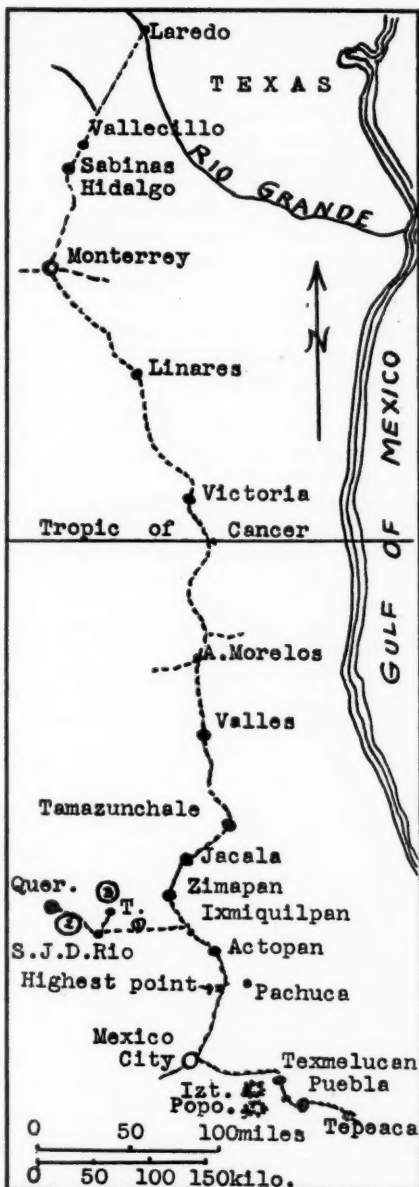 Laredo
TEXAS
Vallecillo
RIO GRANDE
Sabinas
Hidalgo
Monterrey
N
Linares
GULF OF MEXICO
Victoria
Tropic of Cancer
A.Morelos
Valles
Tamazunchale
Jacala
Zimapan
Quer.
T.
Ixmiquilpan
S.J.D.Rio
Actopan
Highest point
Pachuca
Mexico
City
Texmelucan
Izt.
Puebla
Popo.
Tepeaca
0 50 100miles
0 50 100 150kilo.